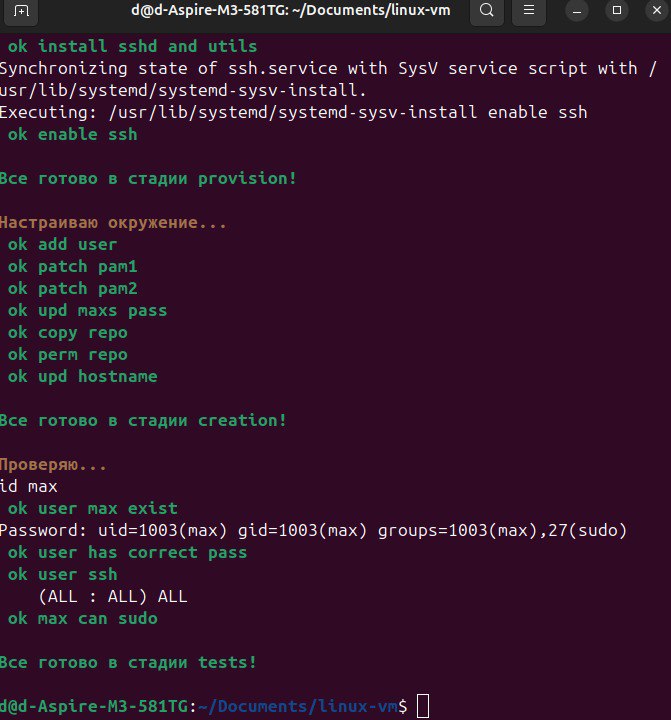 d@d-Aspire-M3-581TG: ~/Documents/linux-vm
ok install sshd and utils
Synchronizing state of ssh.service with SysV service script with /
usr/lib/systemd/systemd-sysv-install.
Executing: /usr/lib/systemd/systemd-sysv-install enable ssh
ok enable ssh
Все готово в стадии provision!
Настраиваю окружение...
ok add user
ok patch pam1
ok patch pam2
ok upd maxs pass
ok copy repo
ok perm repo
ok upd hostname
Все готово в стадии creation!
Проверяю...
id max
ok user max exist
Password: uid=1003(max) gid=1003(max) groups=1003(max),27(sudo)
ok user has correct pass
ok user ssh
(ALL : ALL) ALL
ok max can sudo
Все готово в стадии tests!
d@d-Aspire-M3-581TG:~/Documents/linux-vm$